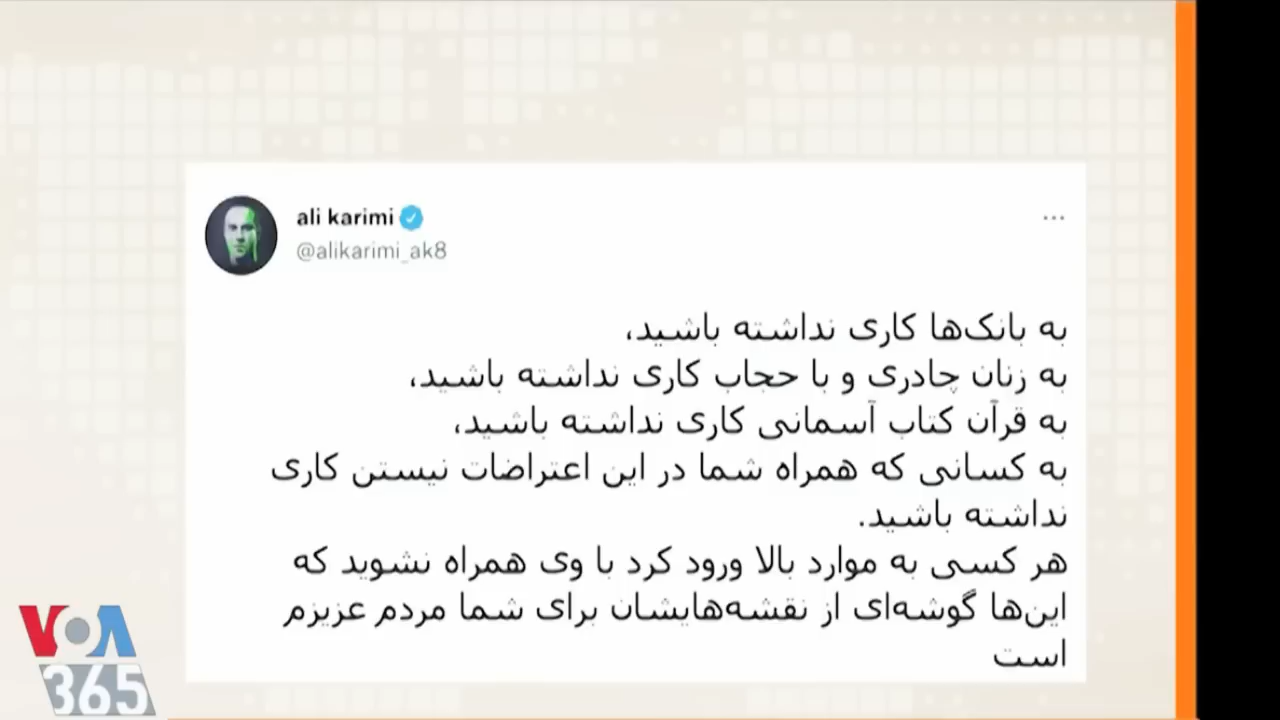 ali karimi
@alikarimi_ak8
به بانک‌ها کاری نداشته باشید،
به زنان چادری و با حجاب کاری نداشته باشید،
به قرآن کتاب آسمانی کاری نداشته باشید،
به کسانی که همراه شما در این اعتراضات نیستن کاری
نداشته باشید.
هر کسی به موارد بالا ورود کرد با وی همراه نشوید که
این‌ها گوشه‌ای از نقشه‌هایشان برای شما مردم عزیزم
است
VOA
365